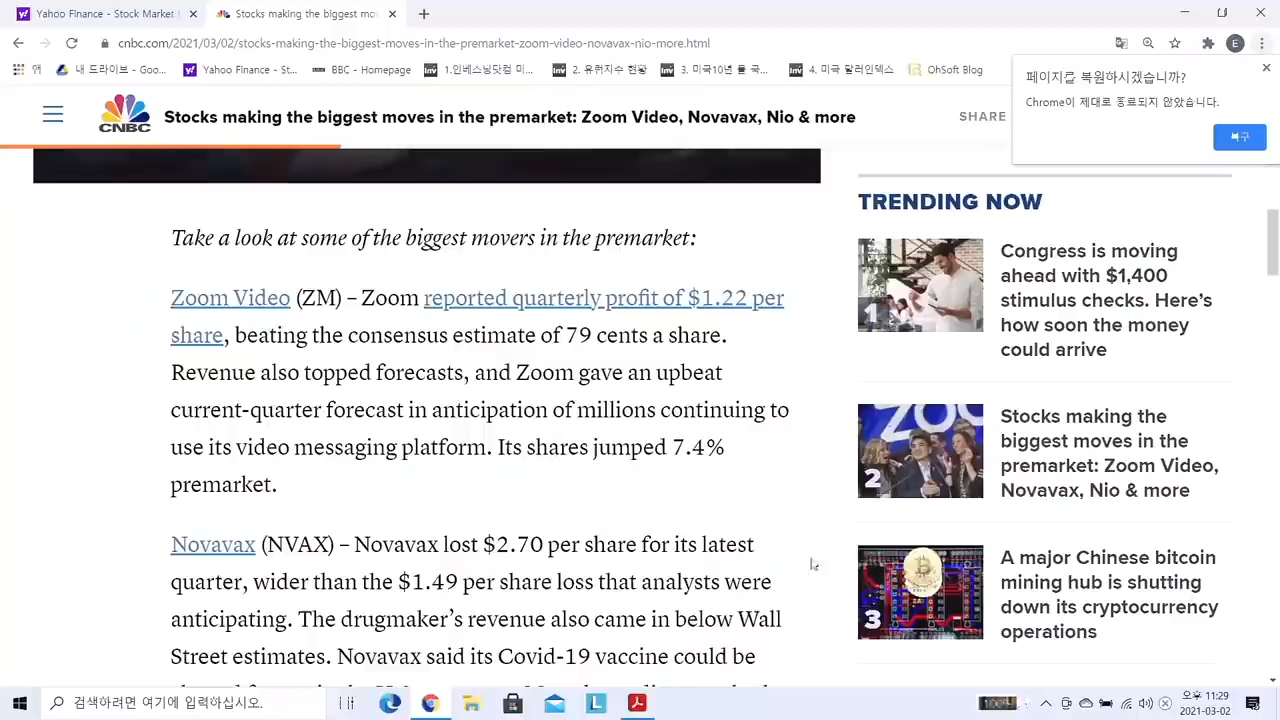 Yahoo Finance - Stock Market
Stocks making the biggest mo
cnbc.com/2021/03/02/stocks-making-the-biggest-moves-in-the-premarket-zoom-video-novavax-nio-more.html
E
앱
내 드라이브 - Goo...
Yahoo Finance - St...
BBC - Homepage
1.인베스닝닷컴 미...
2. 유뤄지수 현황
3. 미국10년 물 국...
4. 미국 달러인덱스
OhSoft Blog
페이지를 복원하시겠습니까?
Chrome이 제대로 종료되지 않았습니다.
복구
CNBC
Stocks making the biggest moves in the premarket: Zoom Video, Novavax, Nio & more
SHARE
Take a look at some of the biggest movers in the premarket:
Zoom Video (ZM) – Zoom reported quarterly profit of $1.22 per
share, beating the consensus estimate of 79 cents a share.
Revenue also topped forecasts, and Zoom gave an upbeat
current-quarter forecast in anticipation of millions continuing to
use its video messaging platform. Its shares jumped 7.4%
premarket.
Novavax (NVAX) – Novavax lost $2.70 per share for its latest
quarter, wider than the $1.49 per share loss that analysts were
anticipating. The drugmaker's revenue also came in below Wall
Street estimates. Novavax said its Covid-19 vaccine could be
TRENDING NOW
1
Congress is moving
ahead with $1,400
stimulus checks. Here's
how soon the money
could arrive
ZOO
2
Stocks making the
biggest moves in the
premarket: Zoom Video,
Novavax, Nio & more
3
A major Chinese bitcoin
mining hub is shutting
down its cryptocurrency
operations
검색하려면 여기에 입력하십시오.
오후 11:29
2021-03-02